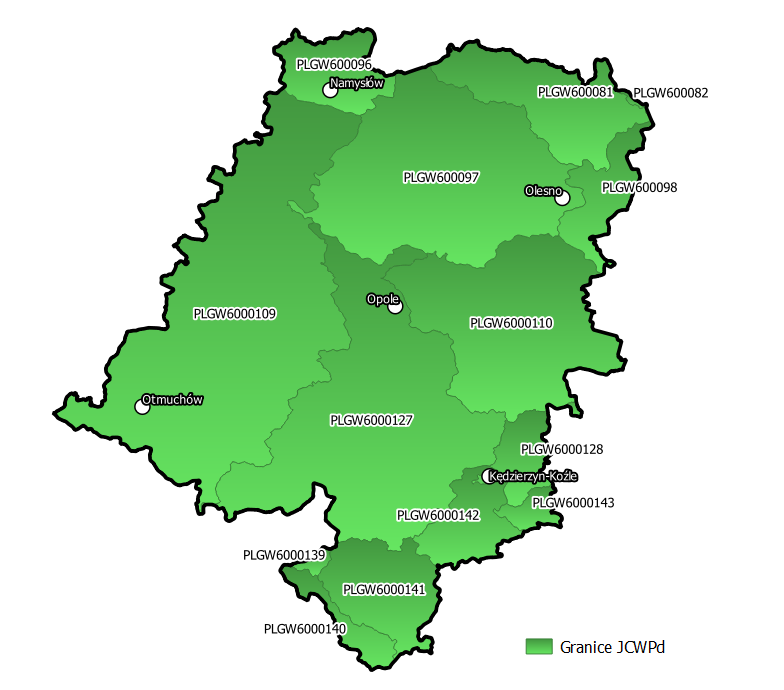 PLGW600096
Namysłów
PLGW600081
PLGW600082
PLGW600097
Olesno
PLGW600098
Opole
PLGW6000109
PLGW6000110
Otmuchów
PLGW6000127
PLGW6000128
Kędzierzyn-Koźle
PLGW6000143
PLGW6000142
PLGW6000139
PLGW6000141
PLGW6000140
Granice JCWPd